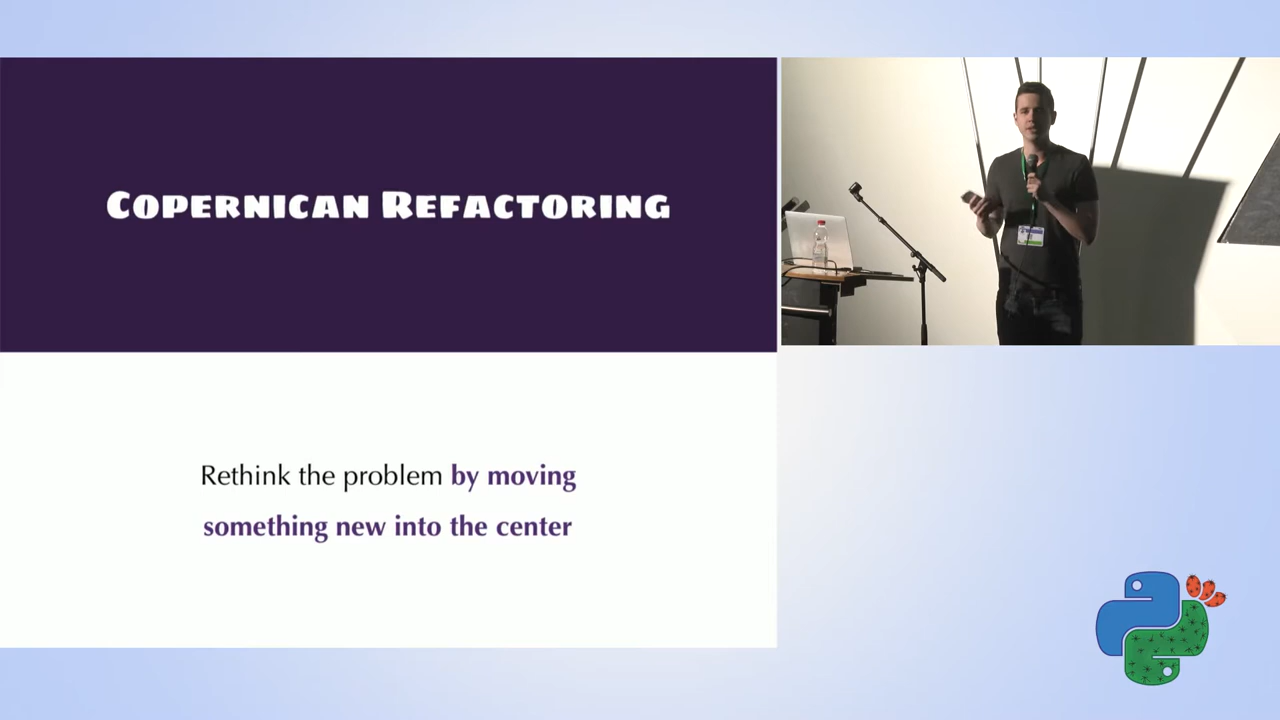 Copernican Refactoring
Rethink the problem by moving
something new into the center